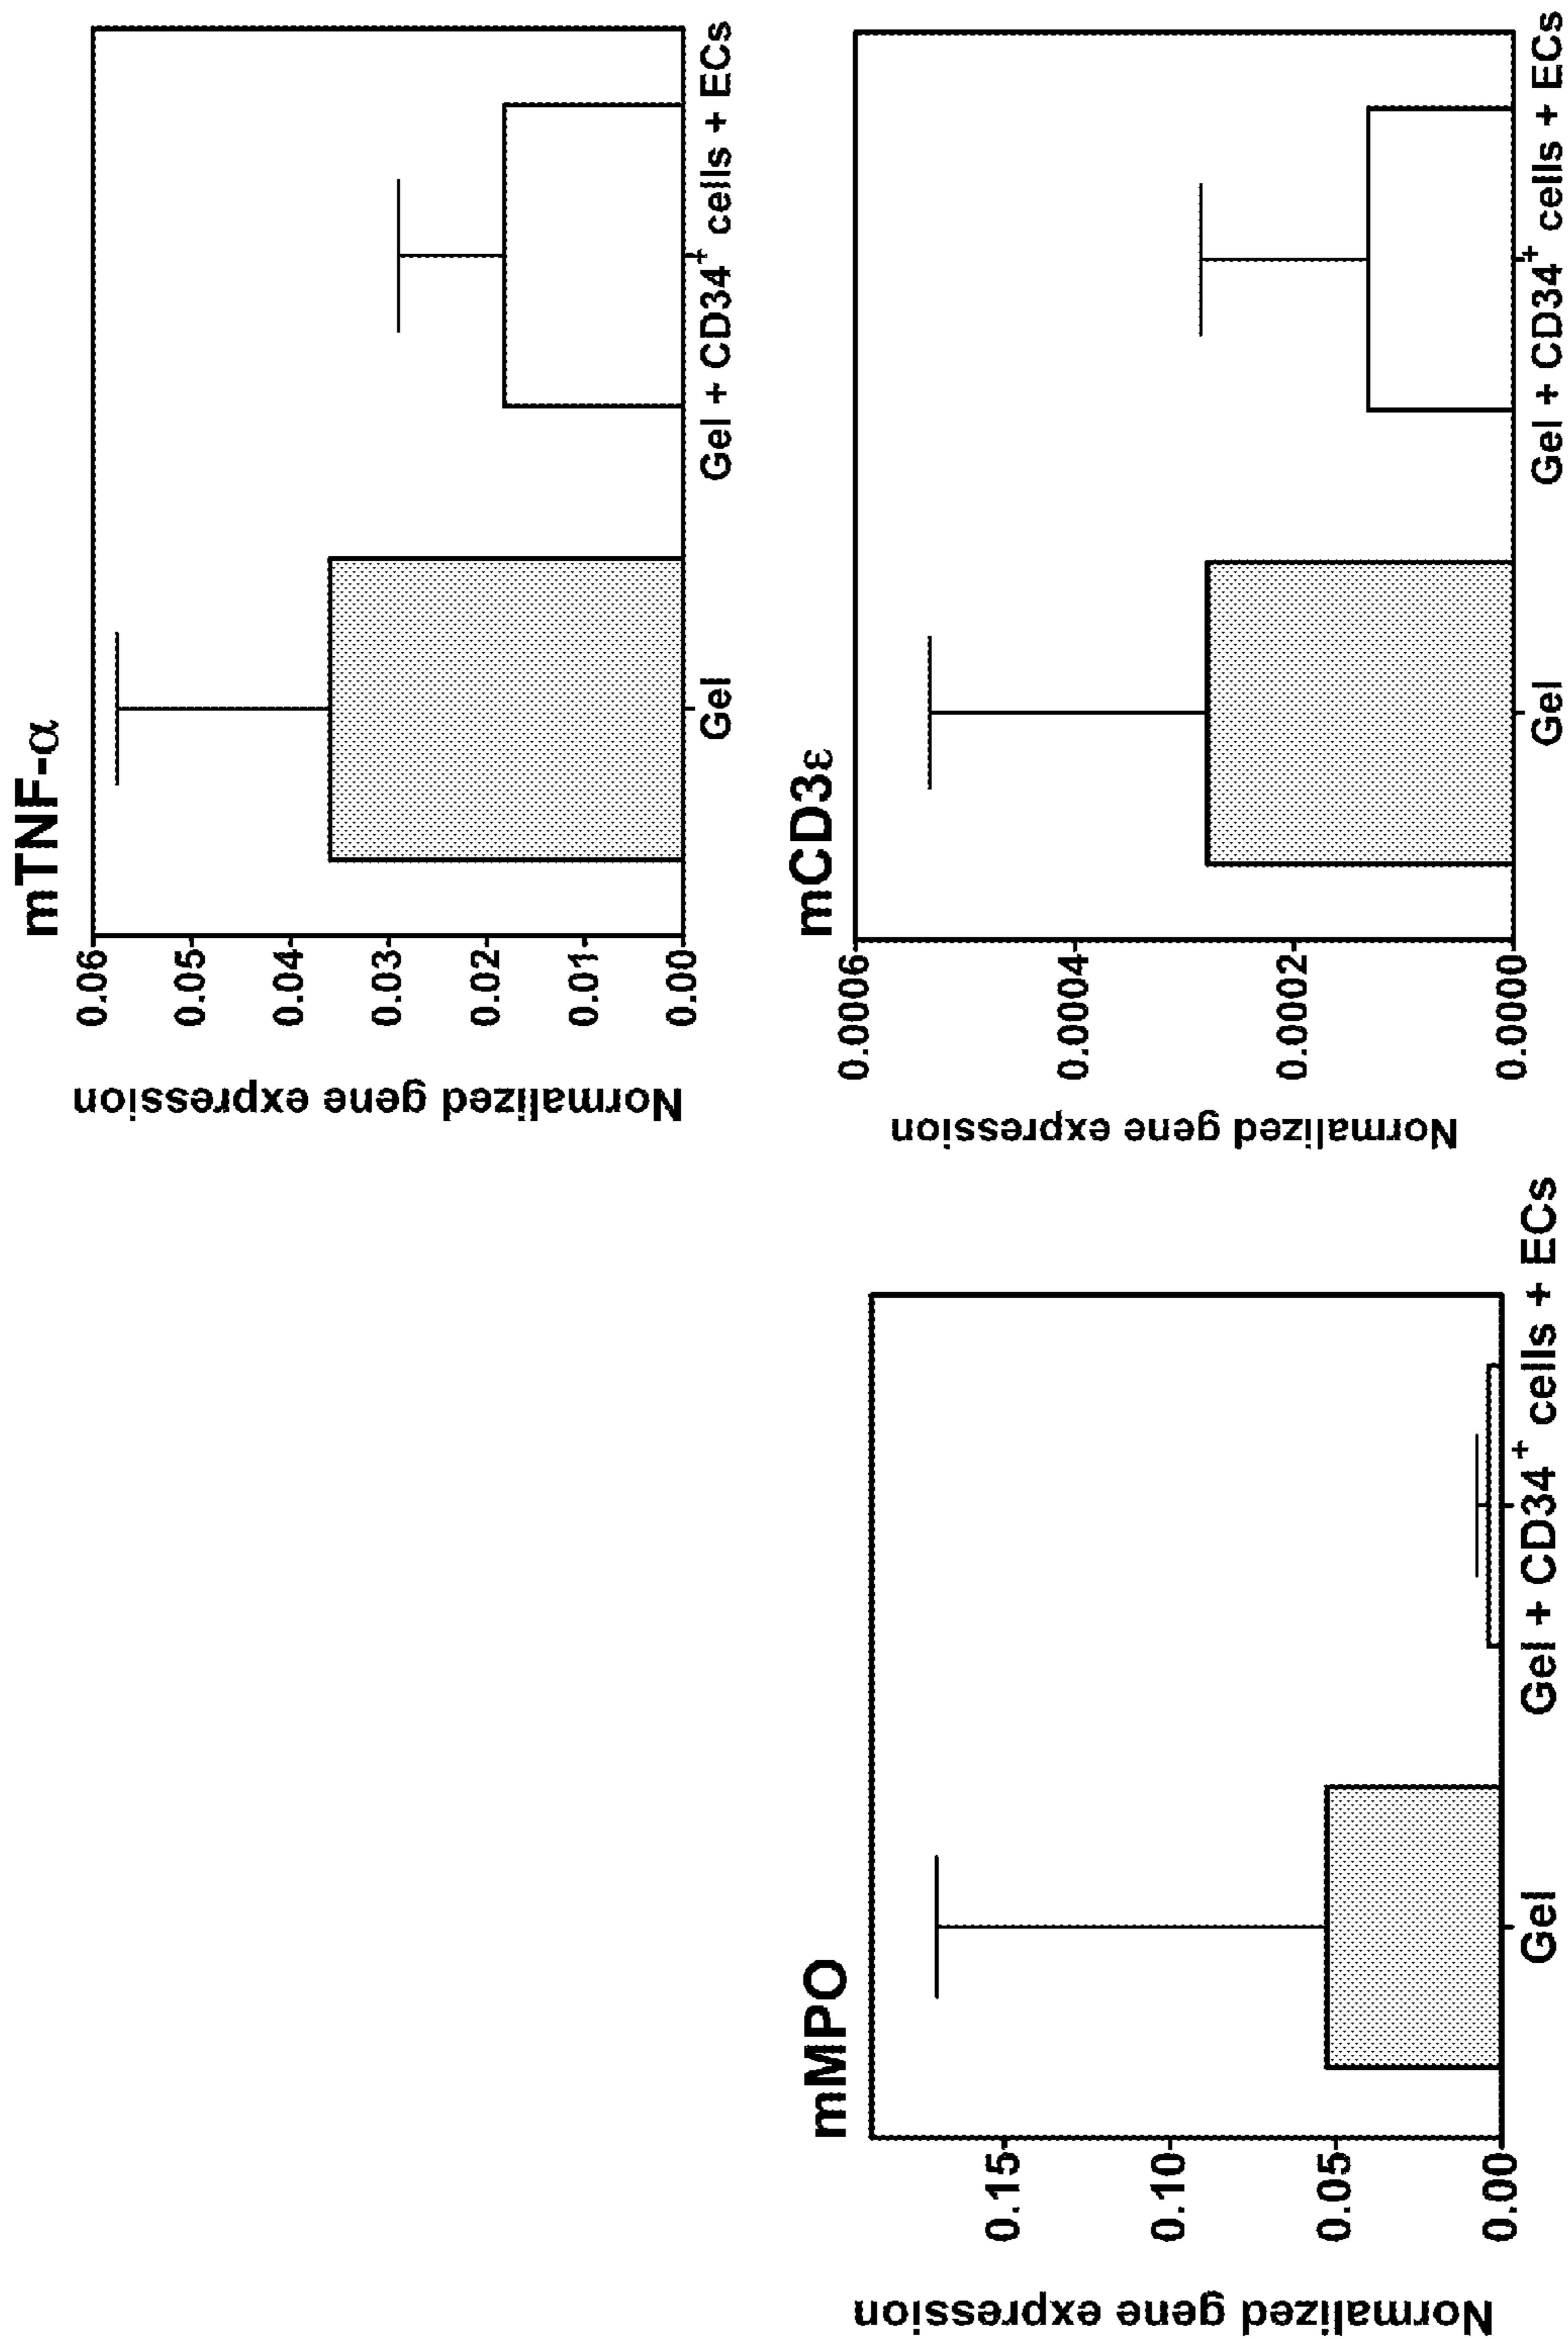 mTNF-α
Normalized gene expression
0.06
0.05
0.04
0.03
0.02
0.01
0.00
Gel
Gel + CD34⁺ cells + ECs
mMPO
Normalized gene expression
0.15
0.10
0.05
0.00
Gel
Gel + CD34⁺ cells + ECs
mCD3ε
Normalized gene expression
0.0006
0.0004
0.0002
0.0000
Gel
Gel + CD34⁺ cells + ECs